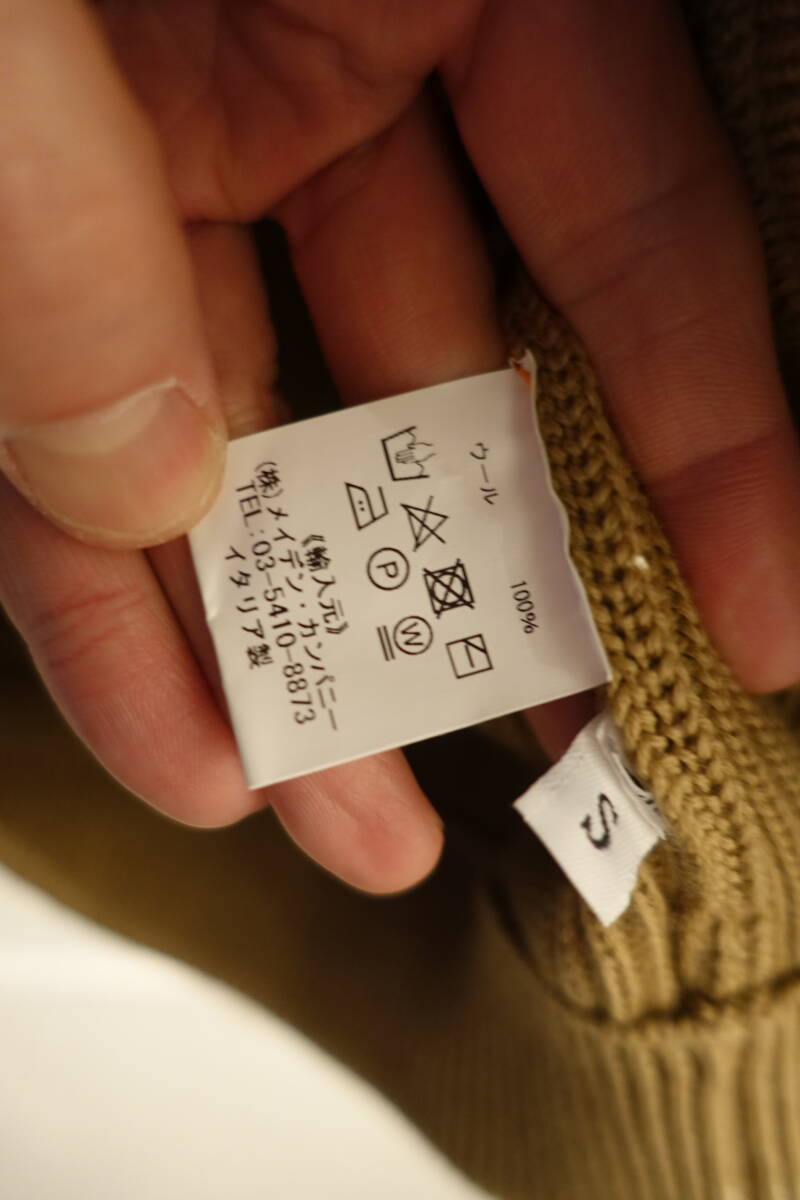 ウール 100%
P W
《輸入元》
(株)メイデン・カンパニー
TEL:03-5410-8873
イタリア製
S